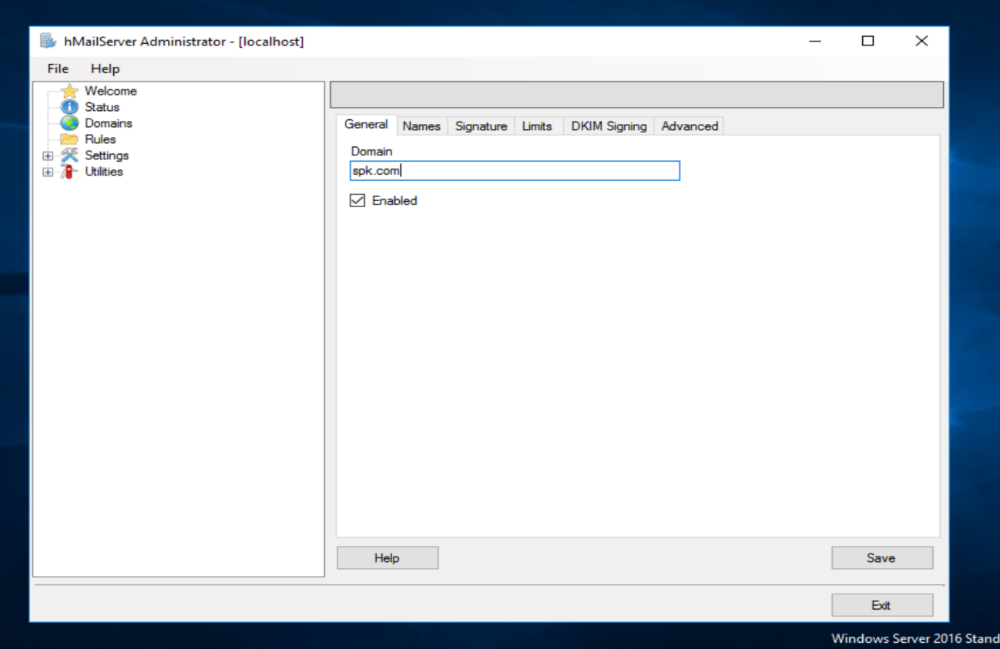 hMailServer Administrator - [localhost]
File Help
Welcome
Status
Domains
Rules
Settings
Utilities
General Names Signature Limits DKIM Signing Advanced
Domain
spk.com
Enabled
Help Save
Exit
Windows Server 2016 Stand